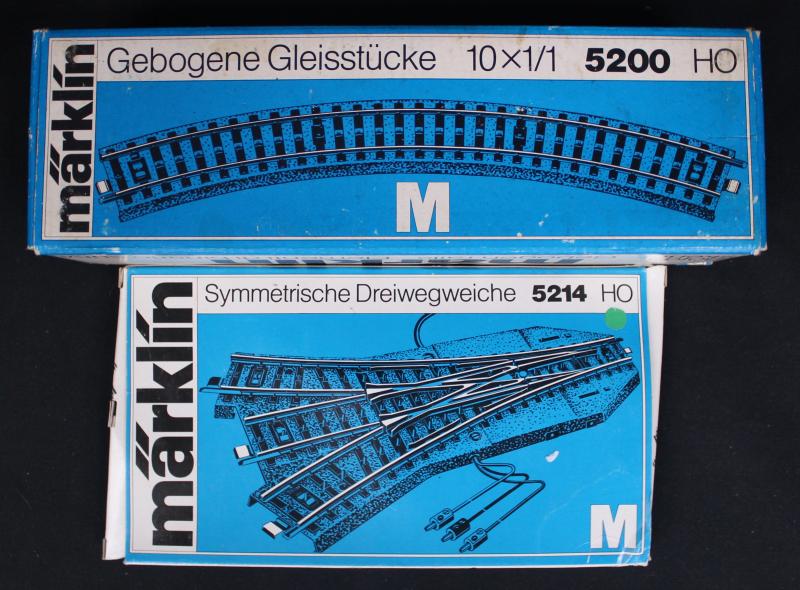 märklin
Gebogene Gleisstücke 10×1/1 5200 HO
M
märklin
Symmetrische Dreiwegweiche 5214 HO
M